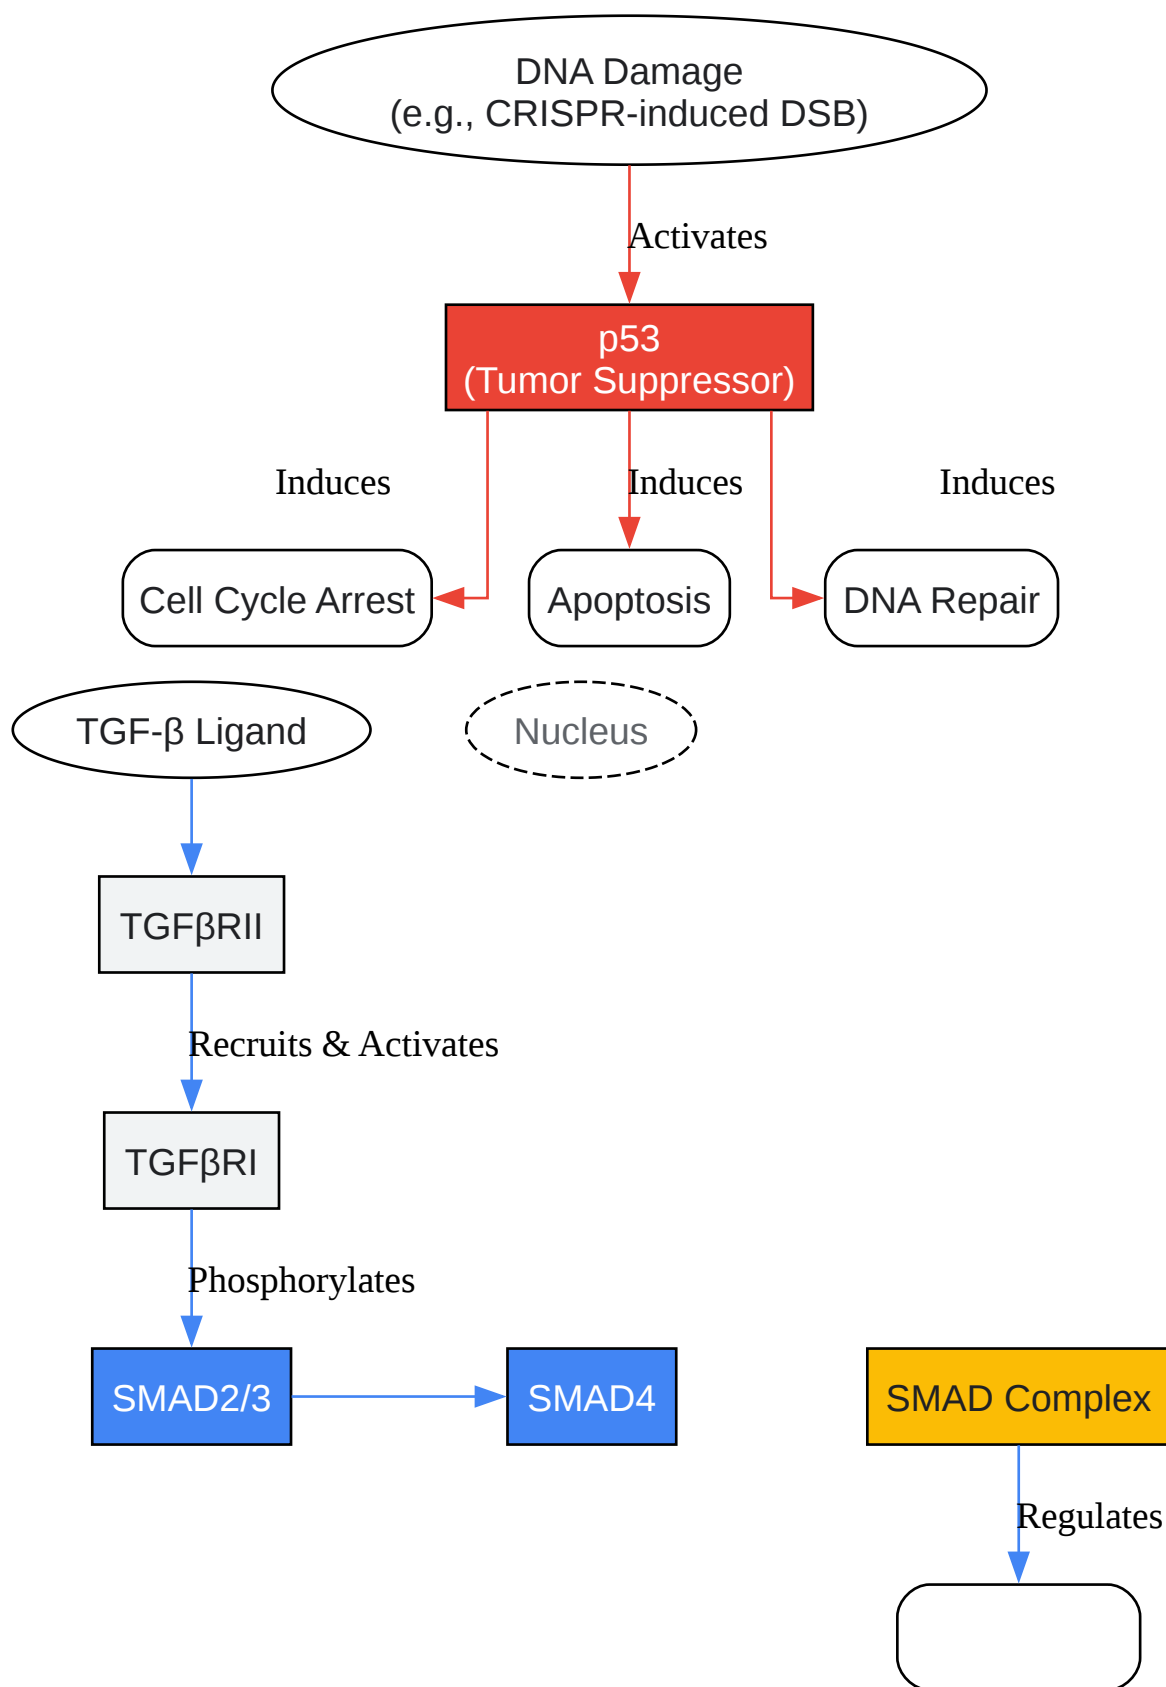 DNA Damage
(e.g., CRISPR-induced DSB)
Activates
p53
(Tumor Suppressor)
Induces
Induces
Induces
Cell Cycle Arrest
Apoptosis
DNA Repair
TGF-β Ligand
Nucleus
TGFβRII
Recruits & Activates
TGFβRI
Phosphorylates
SMAD2/3
SMAD4
SMAD Complex
Regulates